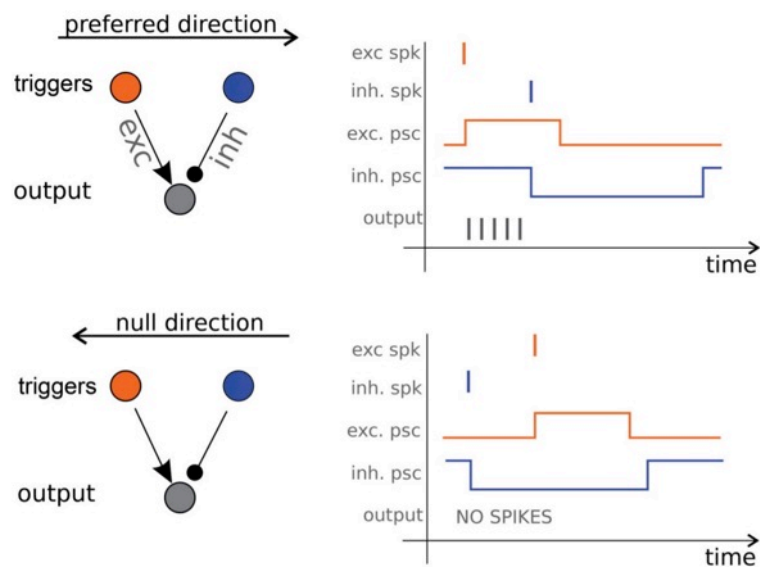 preferred direction
triggers
exc
inh
output
exc spk
inh. spk
exc. psc
inh. psc
output
time
null direction
triggers
output
exc spk
inh. spk
exc. psc
inh. psc
output NO SPIKES
time